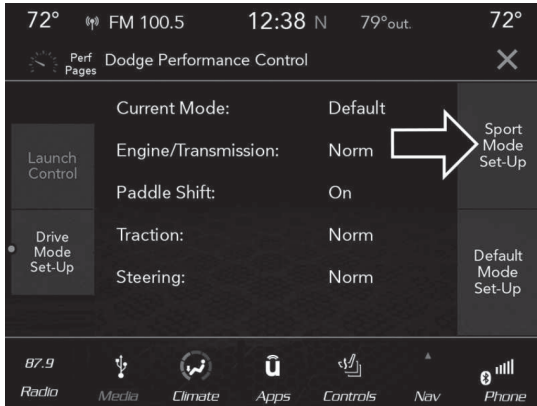 72° FM 100.5 12:38 N 79°out. 72°
Perf Pages Dodge Performance Control
Current Mode: Default
Engine/Transmission: Norm
Paddle Shift: On
Traction: Norm
Steering: Norm
Launch
Control
Drive
Mode
Set-Up
Sport
Mode
Set-Up
Default
Mode
Set-Up
87.9
Radio Media Climate Apps Controls Nav Phone